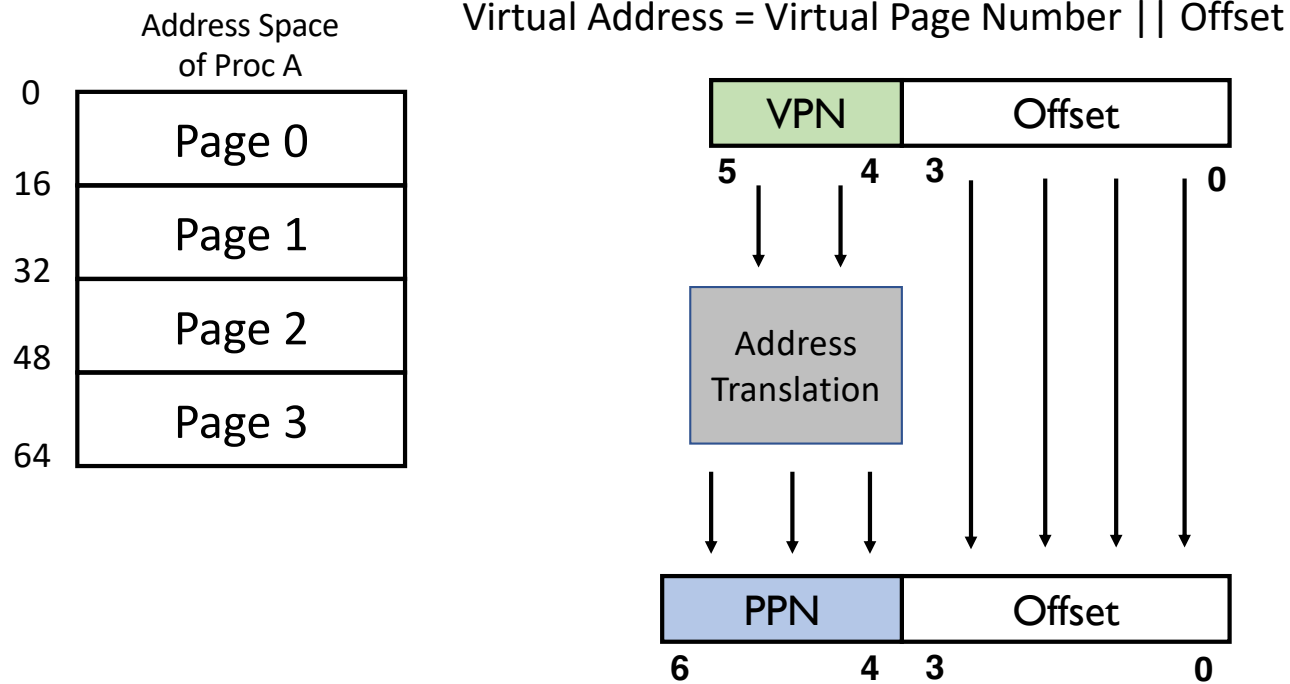 Virtual Address = Virtual Page Number || Offset
Address Space
of Proc A
0
Page 0
16
Page 1
32
Page 2
48
Page 3
64
VPN Offset
5 4 3 0
Address
Translation
PPN Offset
6 4 3 0